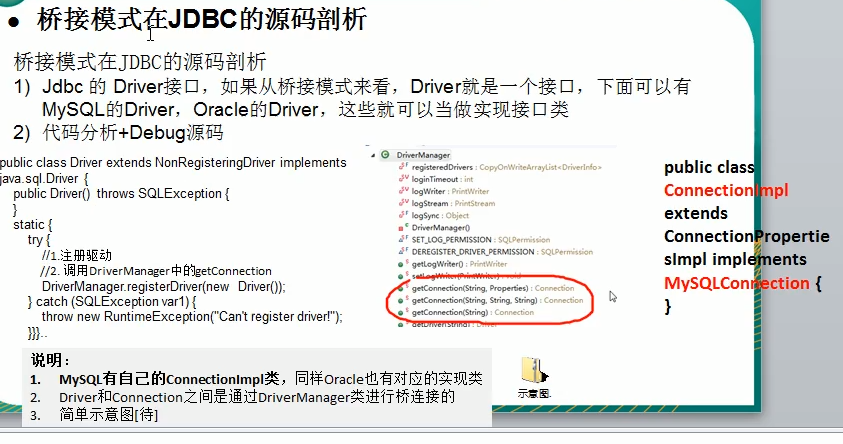 ● 桥接模式在JDBC的源码剖析
桥接模式在JDBC的源码剖析
1) Jdbc 的 Driver接口，如果从桥接模式来看，Driver就是一个接口，下面可以有
MySQL的Driver，Oracle的Driver，这些就可以当做实现接口类
2) 代码分析+Debug源码
public class Driver extends NonRegisteringDriver implements
java.sql.Driver {
public Driver() throws SQLException {
}
static {
try {
//1.注册驱动
//2. 调用DriverManager中的getConnection
DriverManager.registerDriver(new Driver());
} catch (SQLException var1) {
throw new RuntimeException("Can't register driver!");
}}}..
DriverManager
registeredDrivers : CopyOnWriteArrayList<DriverInfo>
loginTimeout : int
logWriter : PrintWriter
logStream : PrintStream
logSync : Object
DriverManager()
SET_LOG_PERMISSION : SQLPermission
DEREGISTER_DRIVER_PERMISSION : SQLPermission
getLogWriter() : PrintWriter
setLogWriter(PrintWriter) : void
getConnection(String, Properties) : Connection
getConnection(String, String, String) : Connection
getConnection(String) : Connection
getDriver(String) : Driver
public class
ConnectionImpl
extends
ConnectionPropertie
sImpl implements
MySQLConnection {
}
说明：
1. MySQL有自己的ConnectionImpl类，同样Oracle也有对应的实现类
2. Driver和Connection之间是通过DriverManager类进行桥连接的
3. 简单示意图[待]
示意图.